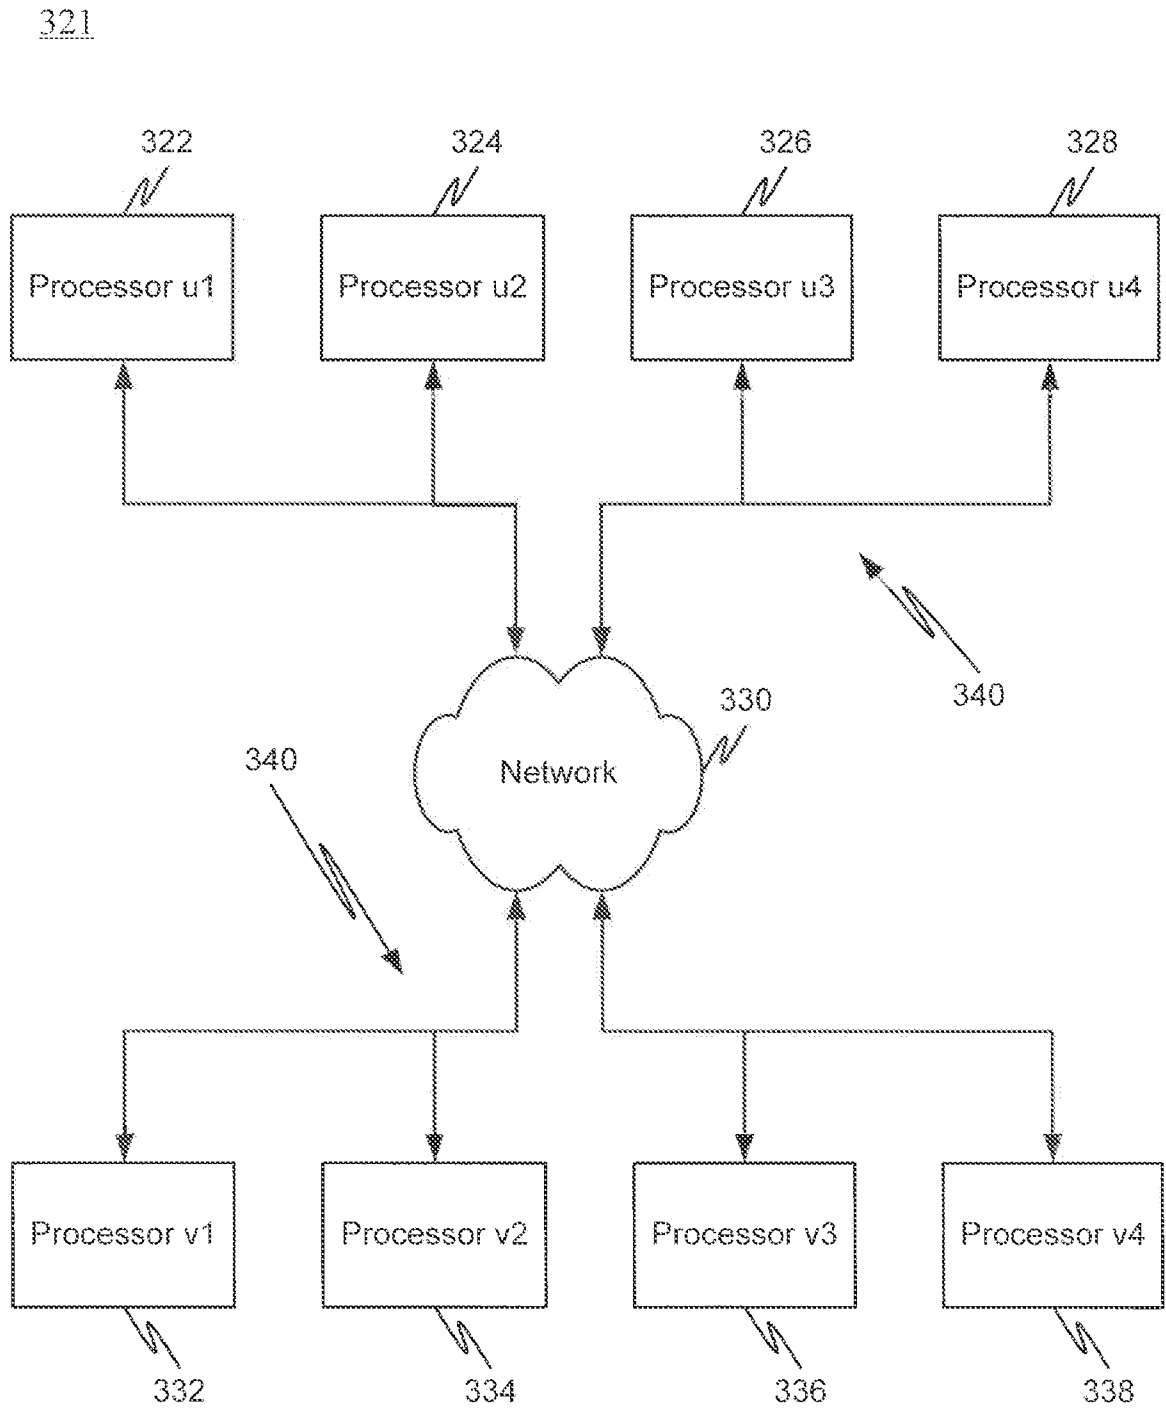 321
322 324 326 328
Processor u1 Processor u2 Processor u3 Processor u4
340
330
340
Network
Processor v1 Processor v2 Processor v3 Processor v4
332 334 336 338